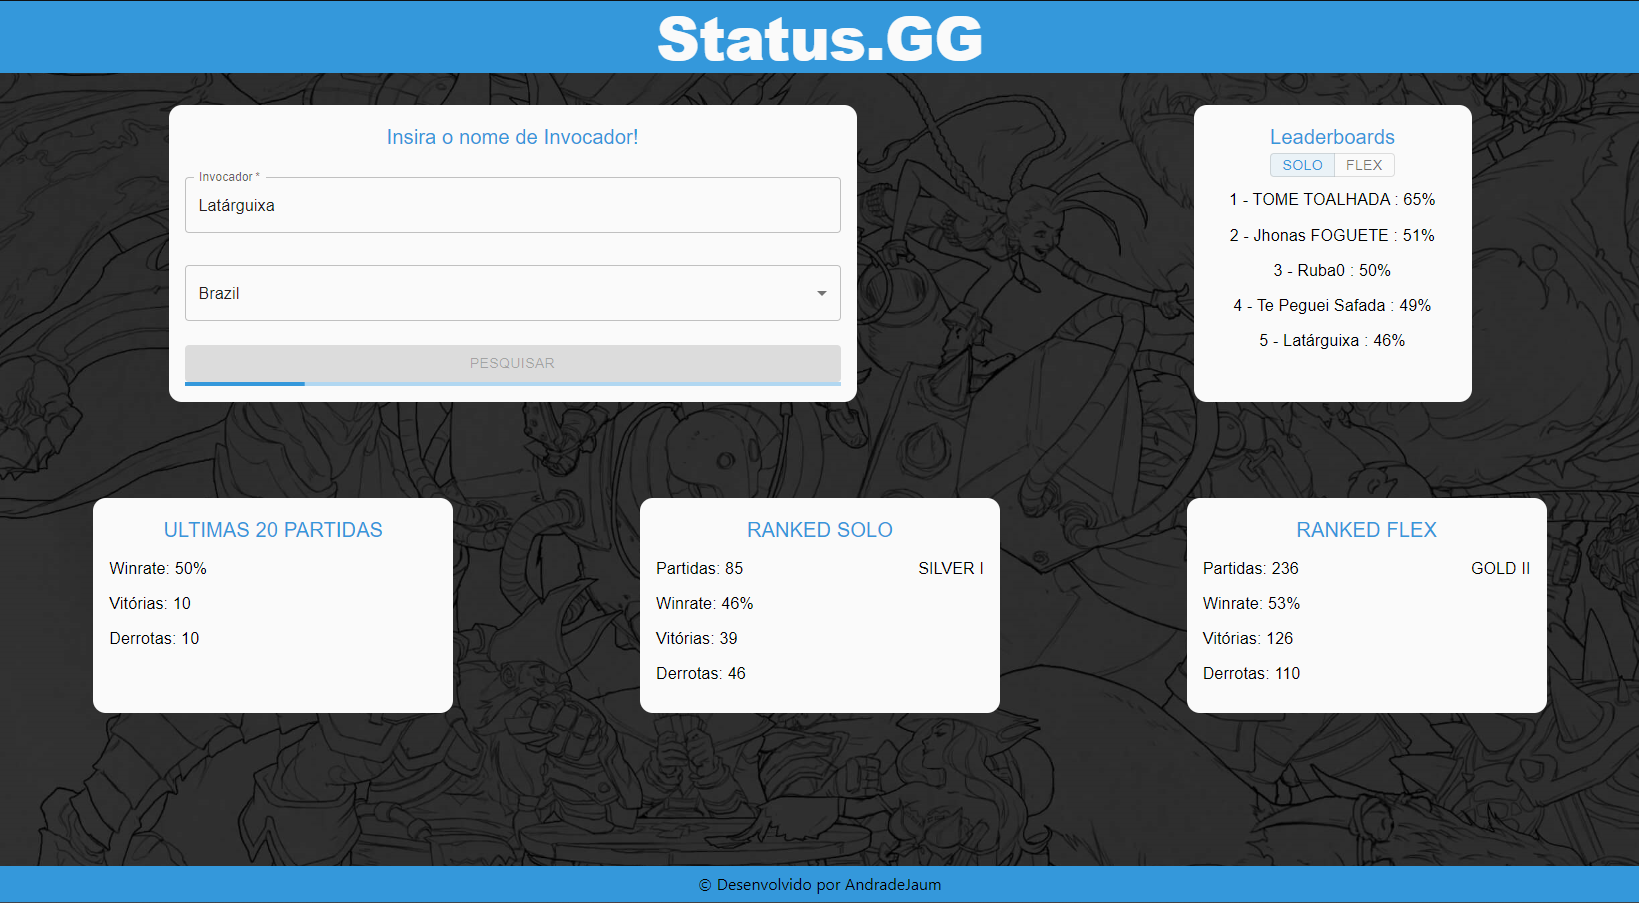 Status.GG
Insira o nome de Invocador!
Invocador *
Latárguixa
Brazil
PESQUISAR
Leaderboards
SOLO FLEX
1 - TOME TOALHADA : 65%
2 - Jhonas FOGUETE : 51%
3 - Ruba0 : 50%
4 - Te Peguei Safada : 49%
5 - Latárguixa : 46%
ULTIMAS 20 PARTIDAS
Winrate: 50%
Vitórias: 10
Derrotas: 10
RANKED SOLO
Partidas: 85 SILVER I
Winrate: 46%
Vitórias: 39
Derrotas: 46
RANKED FLEX
Partidas: 236 GOLD II
Winrate: 53%
Vitórias: 126
Derrotas: 110
© Desenvolvido por AndradeJaum